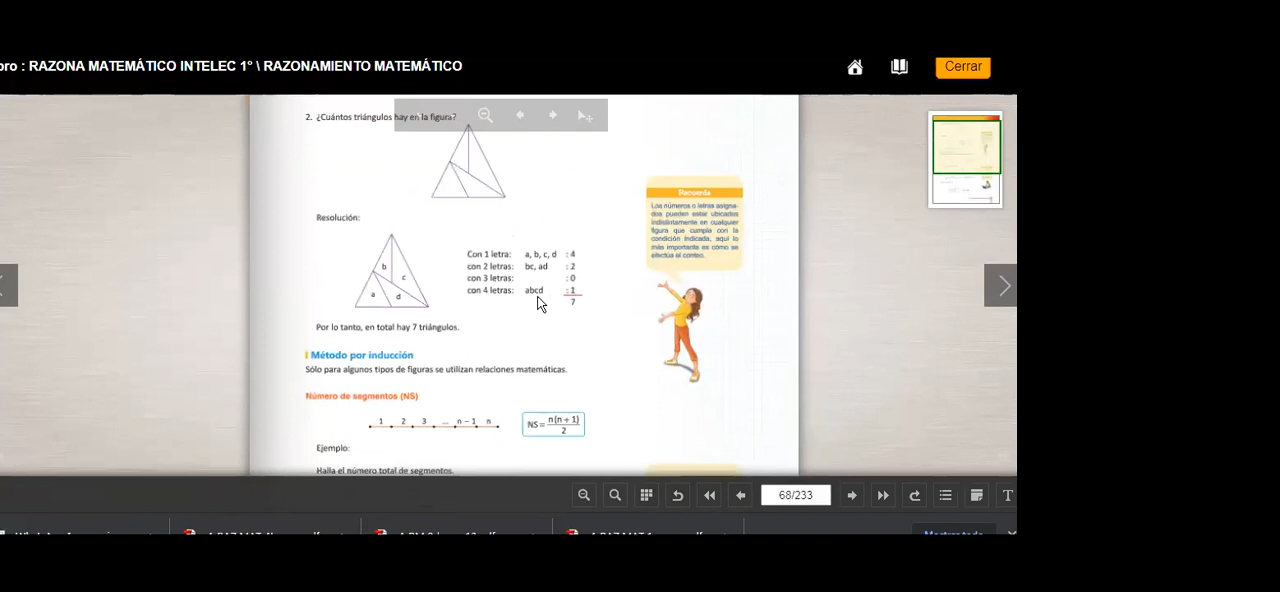 bro : RAZONA MATEMÁTICO INTELEC 1° \ RAZONAMIENTO MATEMÁTICO
Cerrar
2. ¿Cuántos triángulos hay en la figura?
Resolución:
b
c
a
d
Con 1 letra: a, b, c, d : 4
con 2 letras: bc, ad : 2
con 3 letras: : 0
con 4 letras: abcd : 1
7
Por lo tanto, en total hay 7 triángulos.
Recuerda
Los números o letras asigna-
dos pueden estar ubicados
indistintamente en cualquier
figura que cumpla con la
condición indicada, aquí lo
más importante es cómo se
efectúa el conteo.
Método por inducción
Sólo para algunos tipos de figuras se utilizan relaciones matemáticas.
Número de segmentos (NS)
1 2 3 ... n – 1 n
NS = n(n + 1)
2
Ejemplo:
Halla el número total de segmentos.
68/233
T